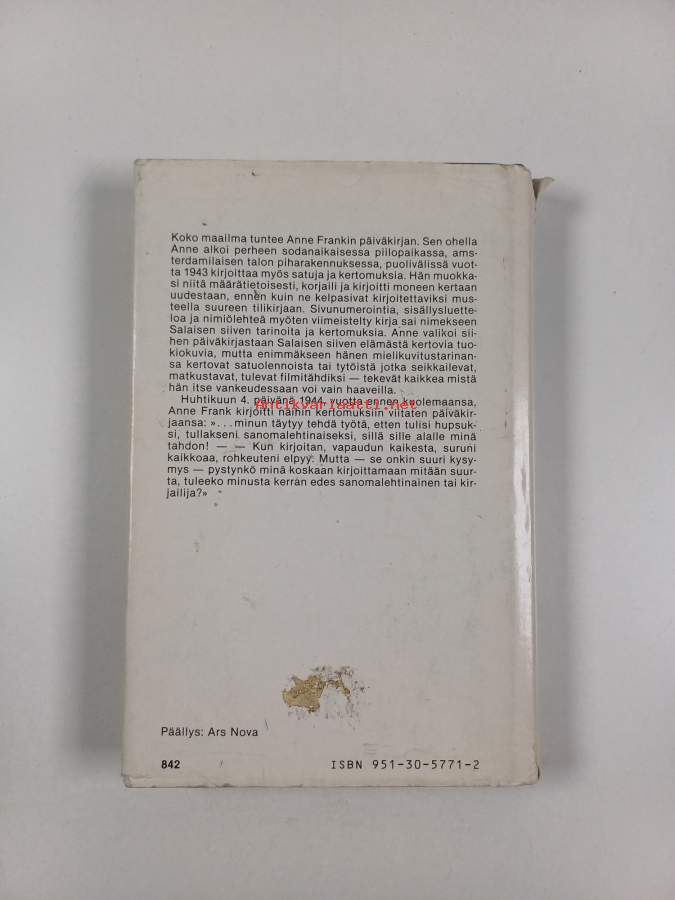 Koko maailma tuntee Anne Frankin päiväkirjan. Sen ohella
Anne alkoi perheen sodanaikaisessa piilopaikassa, ams-
terdamilaisen talon piharakennuksessa, puolivälissä vuot-
ta 1943 kirjoittaa myös satuja ja kertomuksia. Hän muokka-
si niitä määrätietoisesti, korjaili ja kirjoitti moneen kertaan
uudestaan, ennen kuin ne kelpasivat kirjoitettaviksi mus-
teella suureen tilikirjaan. Sivunumerointia, sisällysluette-
loa ja nimiölehteä myöten viimeistelty kirja sai nimekseen
Salaisen siiven tarinoita ja kertomuksia. Anne valikoi sii-
hen päiväkirjastaan Salaisen siiven elämästä kertovia tuo-
kiokuvia, mutta enimmäkseen hänen mielikuvitustarinan-
sa kertovat satuolennoista tai tytöistä jotka seikkailevat,
matkustavat, tulevat filmitähdiksi — tekevät kaikkea mistä
hän itse vankeudessaan voi vain haaveilla.
Huhtikuun 4. päivänä 1944, vuotta ennen kuolemaansa,
Antikvariaatti.net
Anne Frank kirjoitti näihin kertomuksiin viitaten päiväkir-
jaansa: »...minun täytyy tehdä työtä, etten tulisi hupsuk-
si, tullakseni sanomalehtinaiseksi, sillä sille alalle minä
tahdon! — — Kun kirjoitan, vapaudun kaikesta, suruni
kaikkoaa, rohkeuteni elpyy. Mutta — se onkin suuri kysy-
mys — pystynkö minä koskaan kirjoittamaan mitään suur-
ta, tuleeko minusta kerran edes sanomalehtinainen tai kir-
jailija?»
Päällys: Ars Nova
842
ISBN 951-30-5771-2